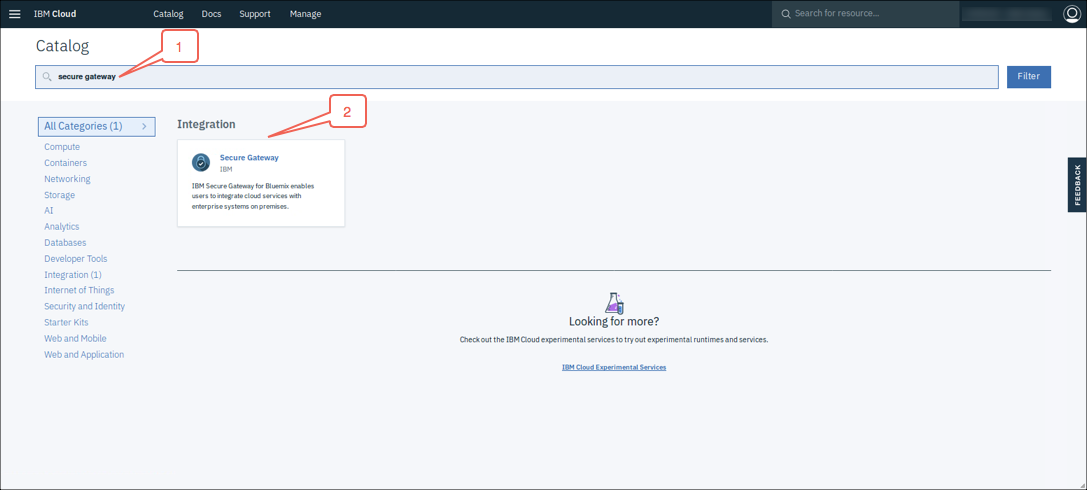 IBM Cloud
Catalog
Docs
Support
Manage
Search for resource...
Catalog
1
secure gateway
Filter
2
All Categories (1)
Compute
Containers
Networking
Storage
AI
Analytics
Databases
Developer Tools
Integration (1)
Internet of Things
Security and Identity
Starter Kits
Web and Mobile
Web and Application
Integration
Secure Gateway
IBM
IBM Secure Gateway for Bluemix enables
users to integrate cloud services with
enterprise systems on premises.
FEEDBACK
Looking for more?
Check out the IBM Cloud experimental services to try out experimental runtimes and services.
IBM Cloud Experimental Services